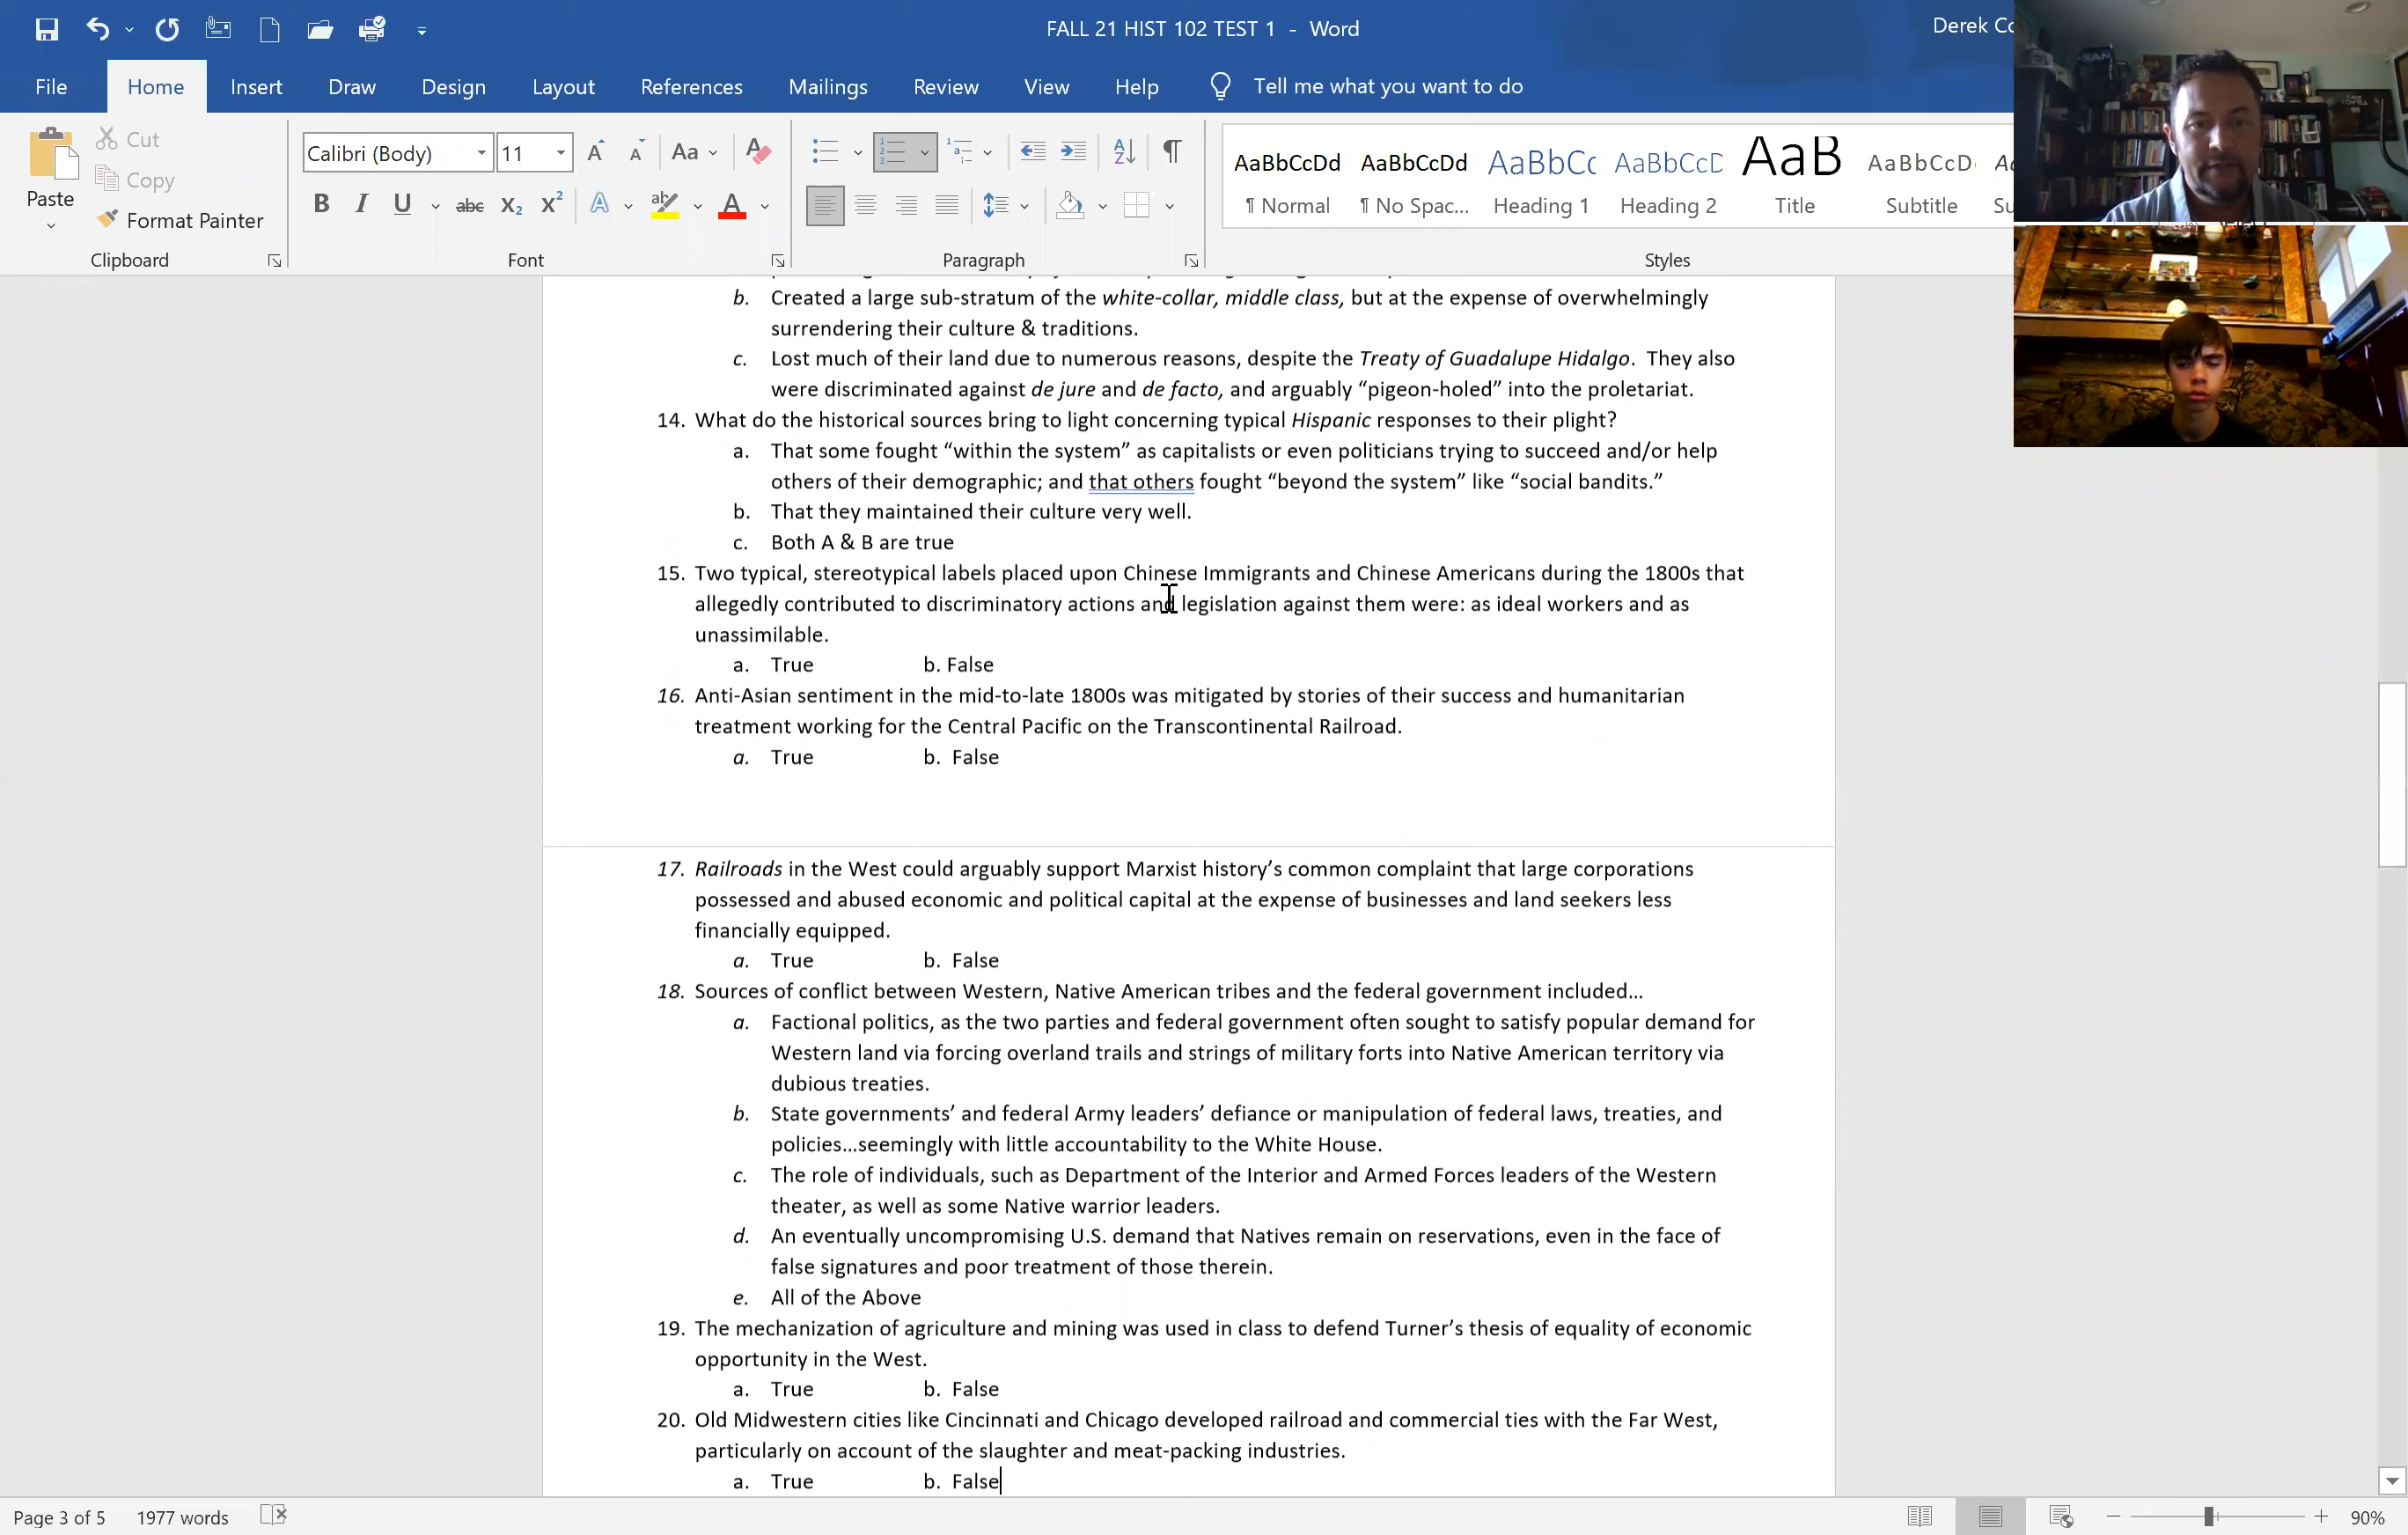 FALL 21 HIST 102 TEST 1 - Word
Derek Co
File Home Insert Draw Design Layout References Mailings Review View Help Tell me what you want to do
Cut
Copy
Paste
Format Painter
Calibri (Body) 11
AaBbCcDd AaBbCcDd AaBbCc AaBbCcD AaB AaBbCcD
¶ Normal ¶ No Spac... Heading 1 Heading 2 Title Subtitle Su
Clipboard Font Paragraph Styles
b. Created a large sub-stratum of the white-collar, middle class, but at the expense of overwhelmingly
surrendering their culture & traditions.
c. Lost much of their land due to numerous reasons, despite the Treaty of Guadalupe Hidalgo. They also
were discriminated against de jure and de facto, and arguably “pigeon-holed” into the proletariat.
14. What do the historical sources bring to light concerning typical Hispanic responses to their plight?
a. That some fought “within the system” as capitalists or even politicians trying to succeed and/or help
others of their demographic; and that others fought “beyond the system” like “social bandits.”
b. That they maintained their culture very well.
c. Both A & B are true
15. Two typical, stereotypical labels placed upon Chinese Immigrants and Chinese Americans during the 1800s that
allegedly contributed to discriminatory actions and legislation against them were: as ideal workers and as
unassimilable.
a. True b. False
16. Anti-Asian sentiment in the mid-to-late 1800s was mitigated by stories of their success and humanitarian
treatment working for the Central Pacific on the Transcontinental Railroad.
a. True b. False
17. Railroads in the West could arguably support Marxist history’s common complaint that large corporations
possessed and abused economic and political capital at the expense of businesses and land seekers less
financially equipped.
a. True b. False
18. Sources of conflict between Western, Native American tribes and the federal government included…
a. Factional politics, as the two parties and federal government often sought to satisfy popular demand for
Western land via forcing overland trails and strings of military forts into Native American territory via
dubious treaties.
b. State governments’ and federal Army leaders’ defiance or manipulation of federal laws, treaties, and
policies…seemingly with little accountability to the White House.
c. The role of individuals, such as Department of the Interior and Armed Forces leaders of the Western
theater, as well as some Native warrior leaders.
d. An eventually uncompromising U.S. demand that Natives remain on reservations, even in the face of
false signatures and poor treatment of those therein.
e. All of the Above
19. The mechanization of agriculture and mining was used in class to defend Turner’s thesis of equality of economic
opportunity in the West.
a. True b. False
20. Old Midwestern cities like Cincinnati and Chicago developed railroad and commercial ties with the Far West,
particularly on account of the slaughter and meat-packing industries.
a. True b. False
Page 3 of 5 1977 words 90%